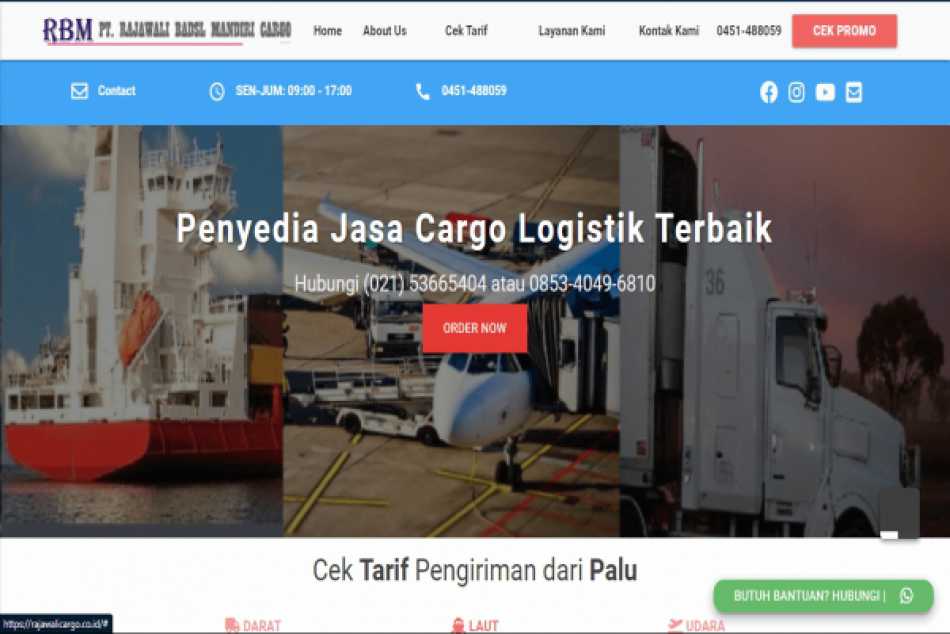 RBM PT. RAJAWALI BADSL MANDIRI CARGO
Home About Us Cek Tarif Layanan Kami Kontak Kami 0451-488059 CEK PROMO
Contact SEN-JUM: 09:00 - 17:00 0451-488059
Penyedia Jasa Cargo Logistik Terbaik
Hubungi (021) 53665404 atau 0853-4049-6810
36
ORDER NOW
Cek Tarif Pengiriman dari Palu
BUTUH BANTUAN? HUBUNGI |
https://rajawalicargo.co.id/#
DARAT LAUT UDARA